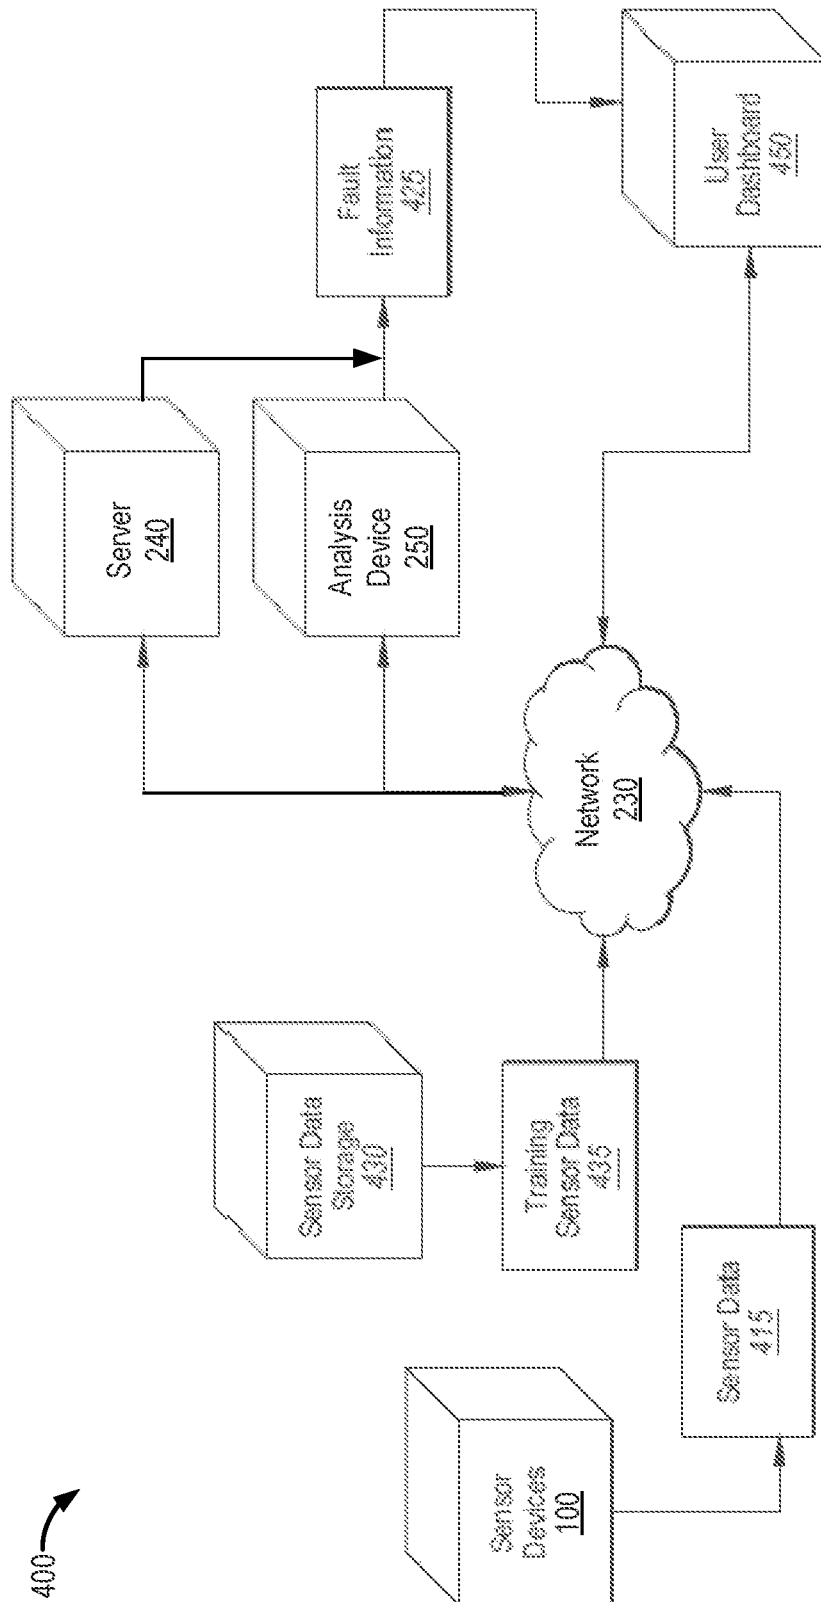 400
Sensor
Devices
100
Sensor Data
415
Sensor Data
Storage
430
Training
Sensor Data
435
Network
230
Server
240
Analysis
Device
250
Fault
Information
425
User
Dashboard
450